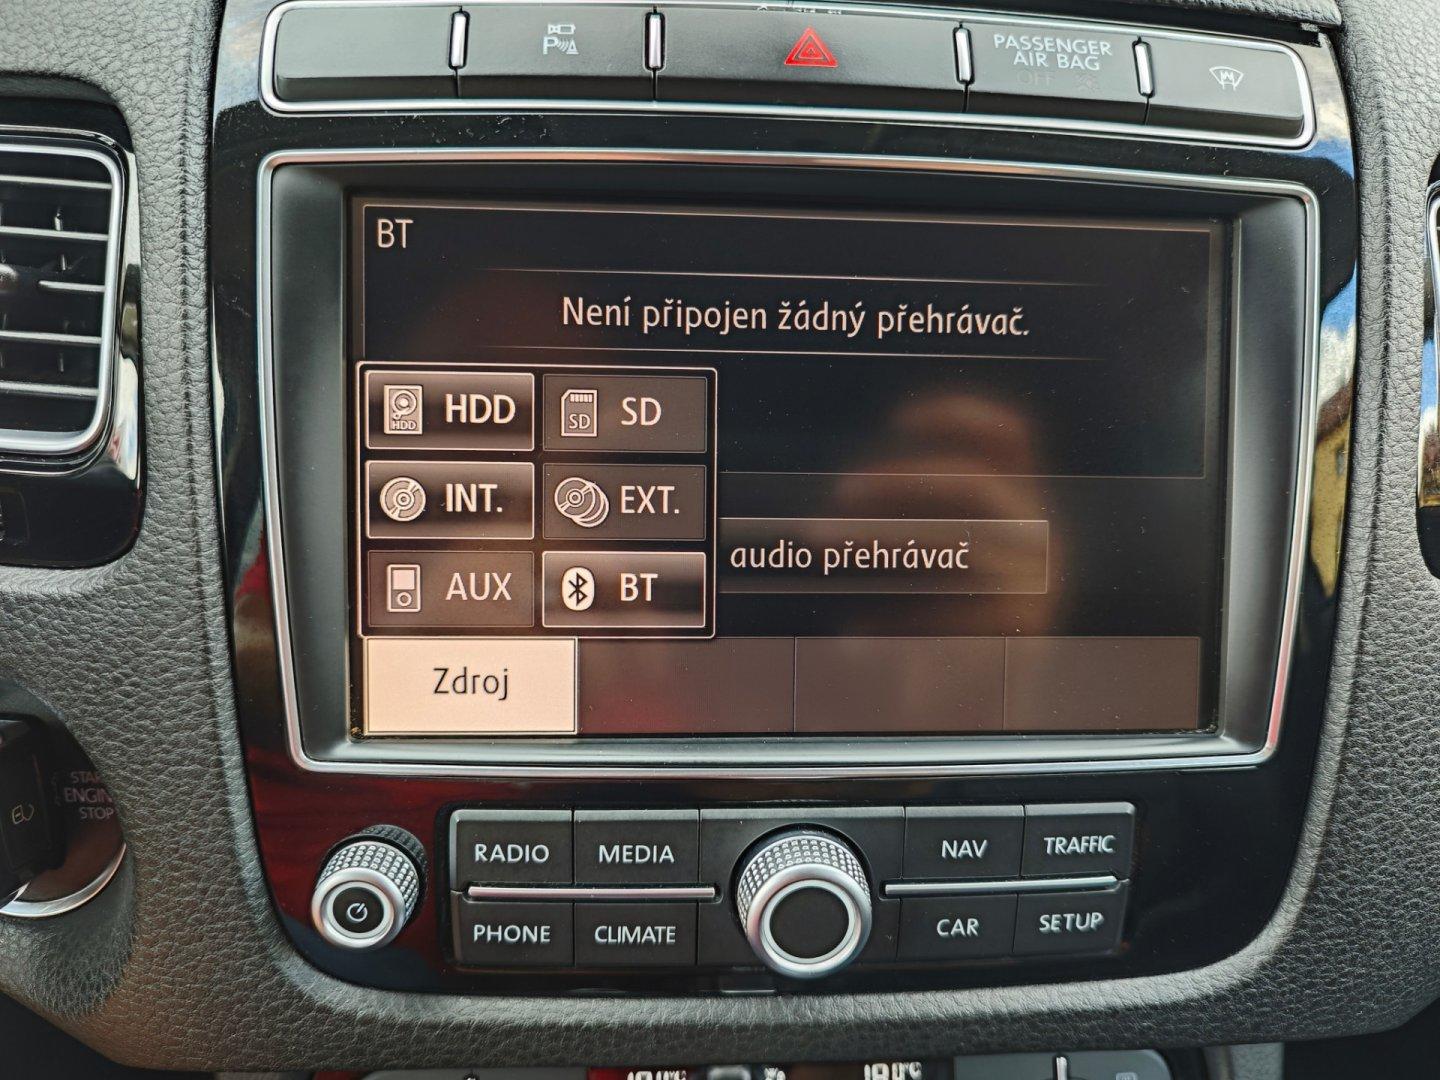 P
PASSENGER
AIR BAG
OFF
BT
Není připojen žádný přehrávač.
HDD HDD
SD SD
INT.
EXT.
audio přehrávač
AUX
BT
Zdroj
START
ENGINE
STOP
RADIO
MEDIA
NAV
TRAFFIC
PHONE
CLIMATE
CAR
SETUP